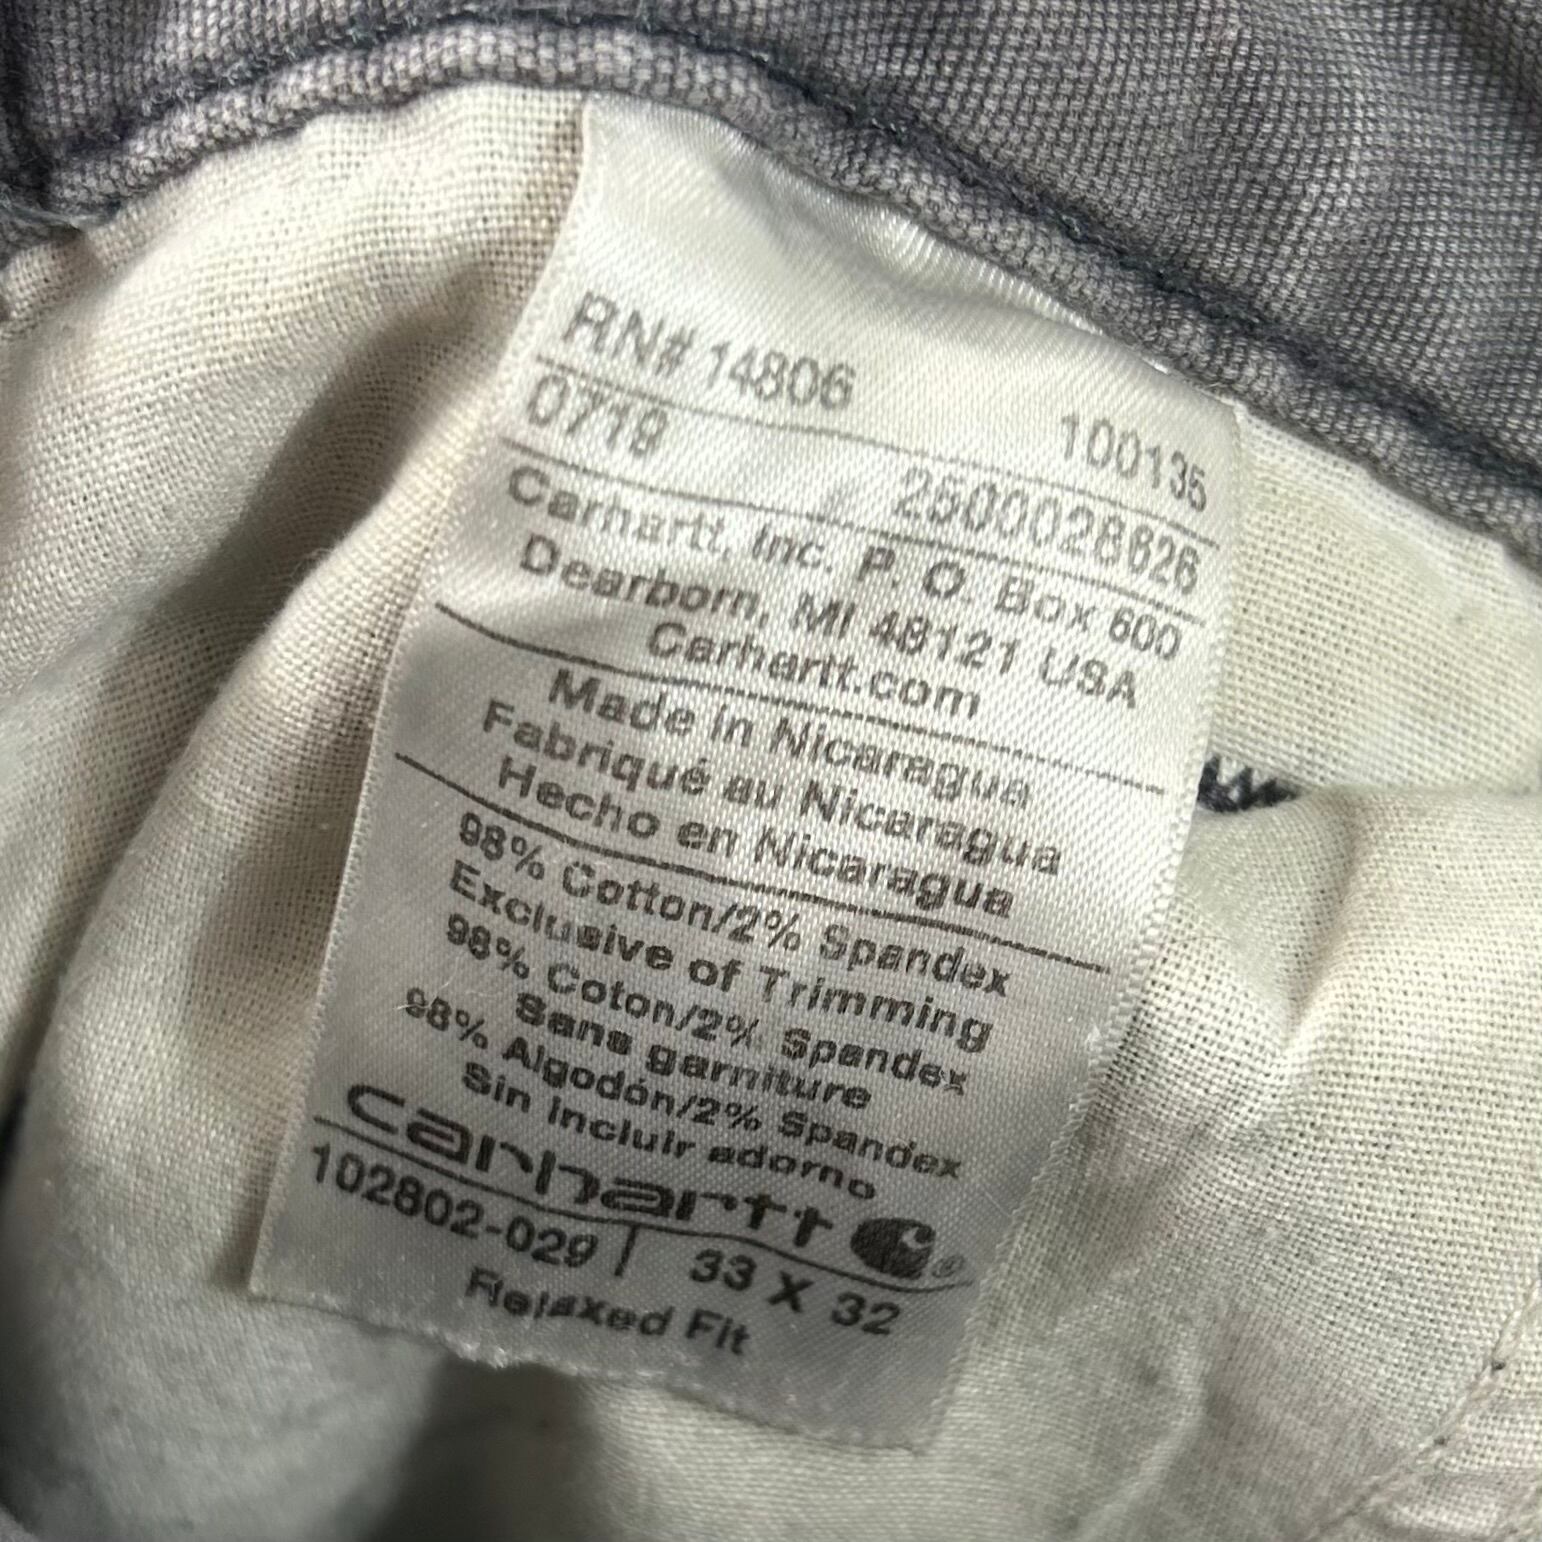 RN# 14806 100135
0719 2500028626
Carhartt, Inc. P. O. Box 600
Dearborn, MI 48121 USA
Carhartt.com
Made in Nicaragua
Fabriqué au Nicaragua
Hecho en Nicaragua
98% Cotton/2% Spandex
Exclusive of Trimming
98% Coton/2% Spandex
Sans garniture
98% Algodón/2% Spandex
Sin incluir adorno
carhartt
102802-029 | 33 X 32
Relaxed Fit